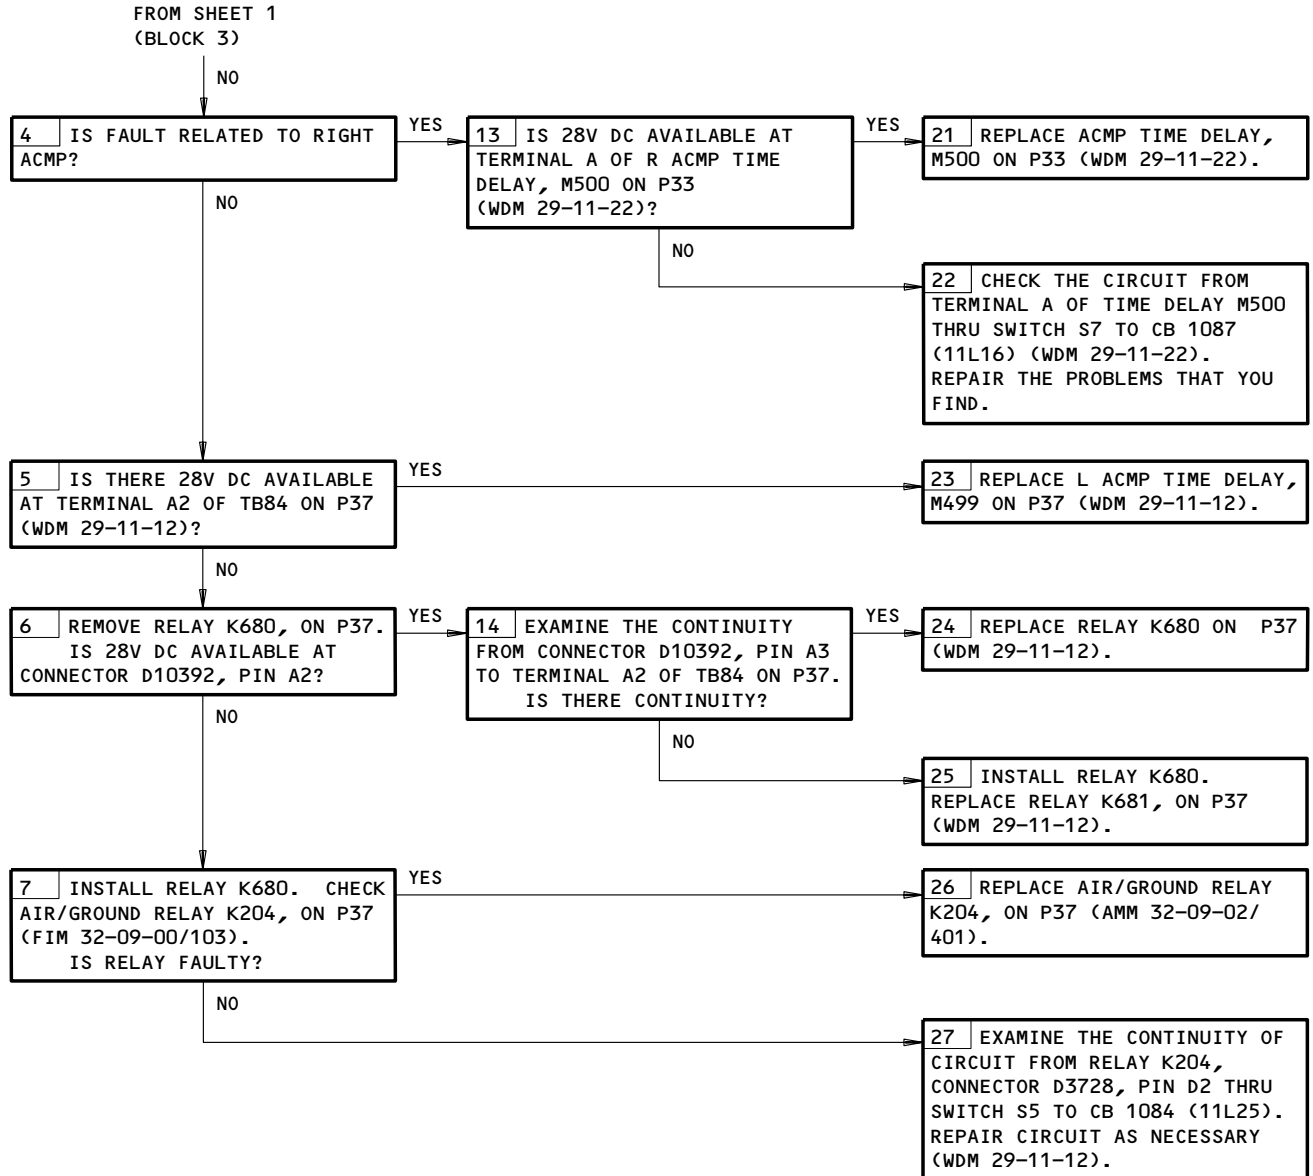 FROM SHEET 1
(BLOCK 3)
NO
4 IS FAULT RELATED TO RIGHT
ACMP?
YES
NO
13 IS 28V DC AVAILABLE AT
TERMINAL A OF R ACMP TIME
DELAY, M500 ON P33
(WDM 29-11-22)?
YES
NO
21 REPLACE ACMP TIME DELAY,
M500 ON P33 (WDM 29-11-22).
22 CHECK THE CIRCUIT FROM
TERMINAL A OF TIME DELAY M500
THRU SWITCH S7 TO CB 1087
(11L16) (WDM 29-11-22).
REPAIR THE PROBLEMS THAT YOU
FIND.
5 IS THERE 28V DC AVAILABLE
AT TERMINAL A2 OF TB84 ON P37
(WDM 29-11-12)?
YES
NO
23 REPLACE L ACMP TIME DELAY,
M499 ON P37 (WDM 29-11-12).
6 REMOVE RELAY K680, ON P37.
IS 28V DC AVAILABLE AT
CONNECTOR D10392, PIN A2?
YES
NO
14 EXAMINE THE CONTINUITY
FROM CONNECTOR D10392, PIN A3
TO TERMINAL A2 OF TB84 ON P37.
IS THERE CONTINUITY?
YES
NO
24 REPLACE RELAY K680 ON P37
(WDM 29-11-12).
25 INSTALL RELAY K680.
REPLACE RELAY K681, ON P37
(WDM 29-11-12).
7 INSTALL RELAY K680. CHECK
AIR/GROUND RELAY K204, ON P37
(FIM 32-09-00/103).
IS RELAY FAULTY?
YES
NO
26 REPLACE AIR/GROUND RELAY
K204, ON P37 (AMM 32-09-02/
401).
27 EXAMINE THE CONTINUITY OF
CIRCUIT FROM RELAY K204,
CONNECTOR D3728, PIN D2 THRU
SWITCH S5 TO CB 1084 (11L25).
REPAIR CIRCUIT AS NECESSARY
(WDM 29-11-12).